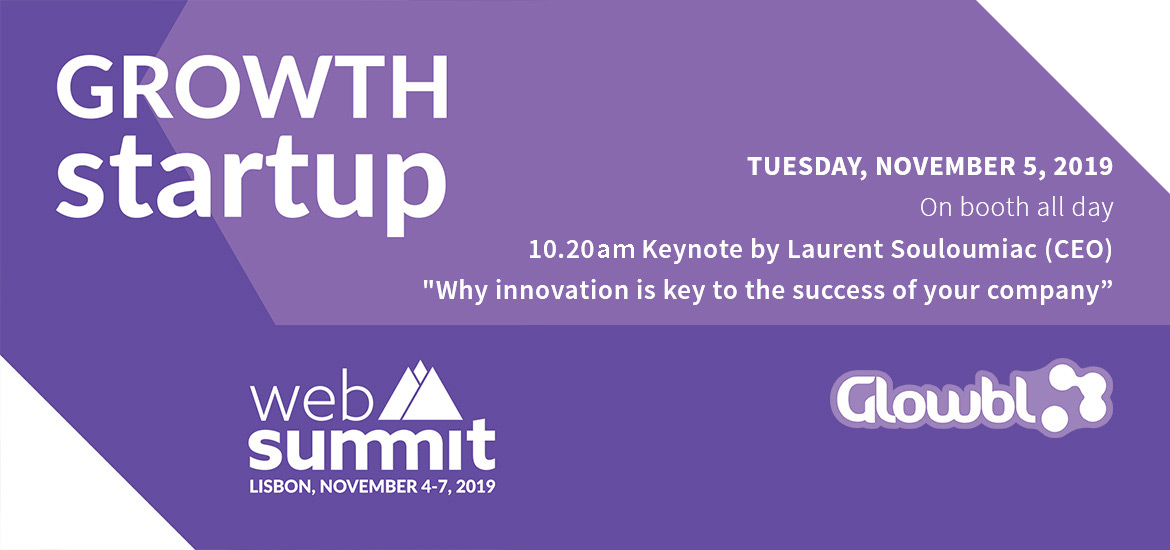 GROWTH
startup
TUESDAY, NOVEMBER 5, 2019
On booth all day
10.20am Keynote by Laurent Souloumiac (CEO)
"Why innovation is key to the success of your company”
web
summit
LISBON, NOVEMBER 4-7, 2019
Glowbl